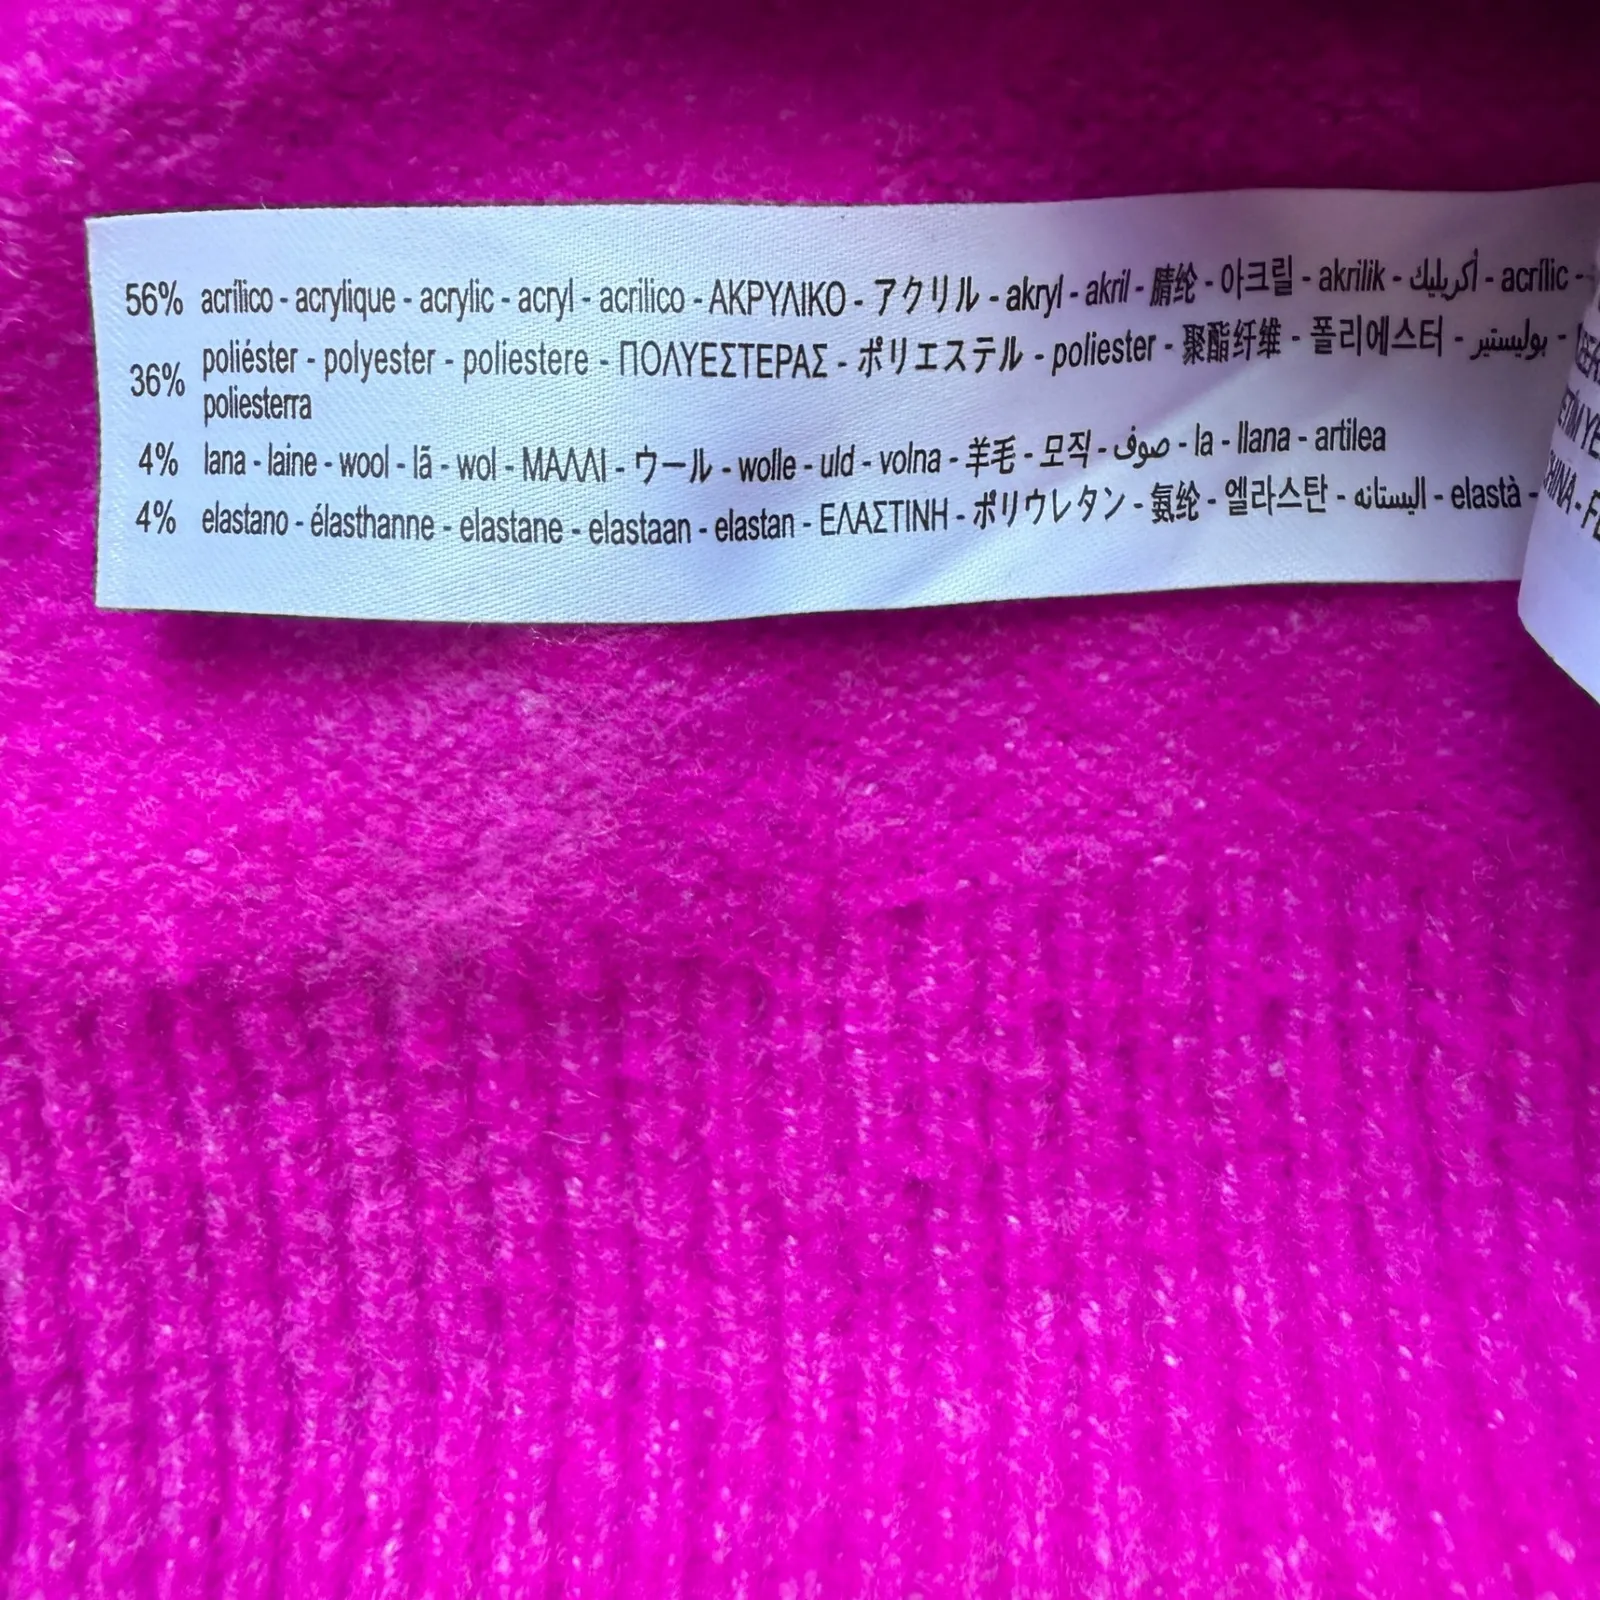 56% acrílico - acrylique - acrylic - acryl - acrilico - ΑΚΡΥΛΙΚΟ - アクリル - akryl - akril - 腈纶 - 아크릴 - akrilik - أكريليك - acrílic -
36% poliéster - polyester - poliestere - ΠΟΛΥΕΣΤΕΡΑΣ - ポリエステル - poliester - 聚酯纤维 - 폴리에스터 - بوليستير -
poliesterra
4% lana - laine - wool - lã - wol - ΜΑΛΛΙ - ウール - wolle - uld - volna - 羊毛 - 모직 - صوف - la - llana - artilea
4% elastano - élasthanne - elastane - elastaan - elastan - ΕΛΑΣΤΙΝΗ - ポリウレタン - 氨纶 - 엘라스탄 - اليستانه - elastà -